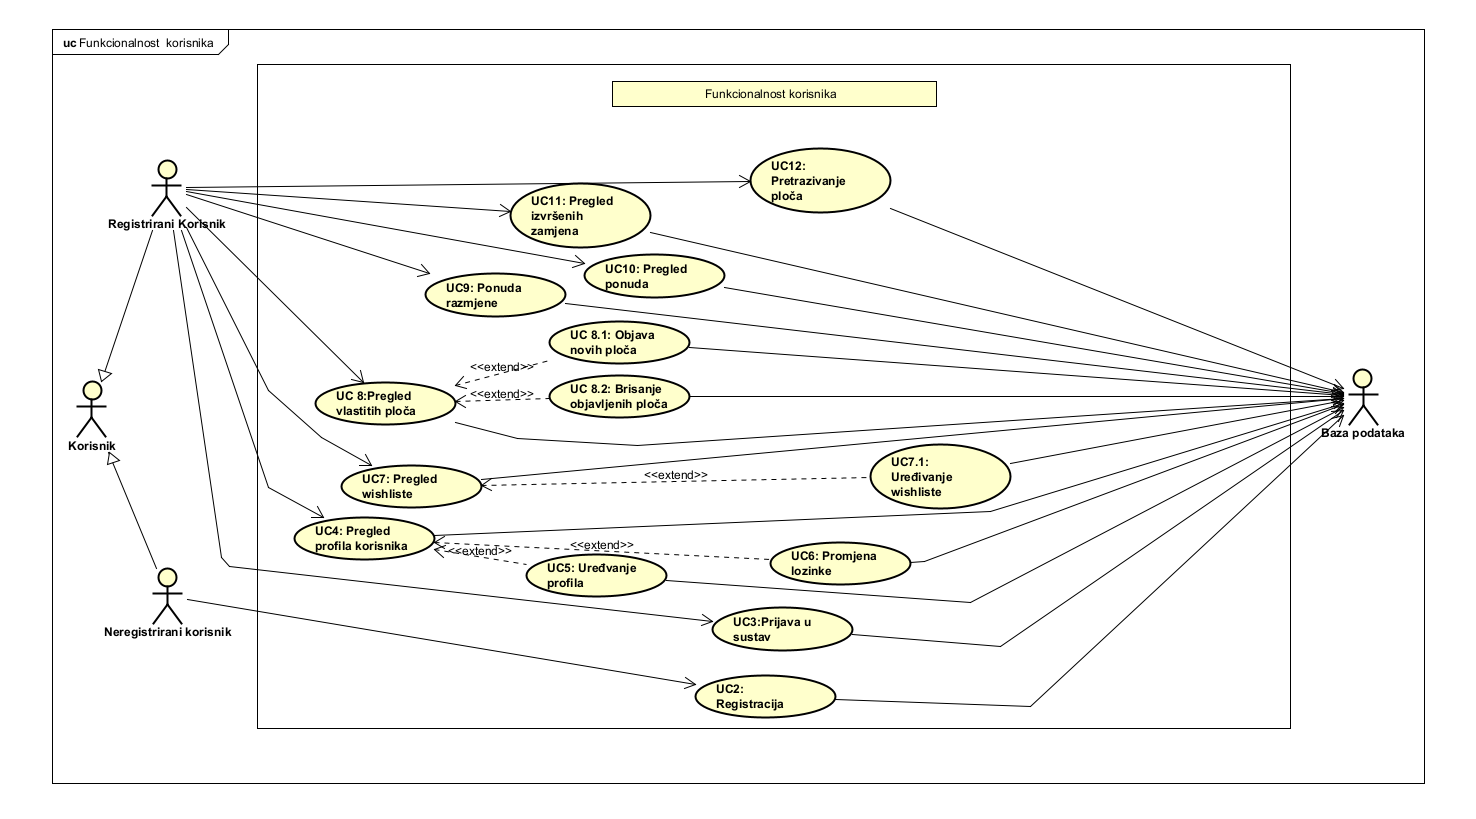 uc Funkcionalnost  korisnika
Funkcionalnost korisnika
Registrirani Korisnik
Korisnik
Neregistrirani korisnik
Baza podataka
UC12:
Pretrazivanje
ploča
UC11: Pregled
izvršenih
zamjena
UC10: Pregled
ponuda
UC9: Ponuda
razmjene
UC 8.1: Objava
novih ploča
<<extend>>
UC 8.2: Brisanje
objavljenih ploča
<<extend>>
UC 8:Pregled
vlastitih ploča
UC7.1:
Uređivanje
wishliste
<<extend>>
UC7: Pregled
wishliste
UC4: Pregled
profila korisnika
<<extend>>
<<extend>>
UC6: Promjena
lozinke
UC5: Uređvanje
profila
UC3:Prijava u
sustav
UC2:
Registracija